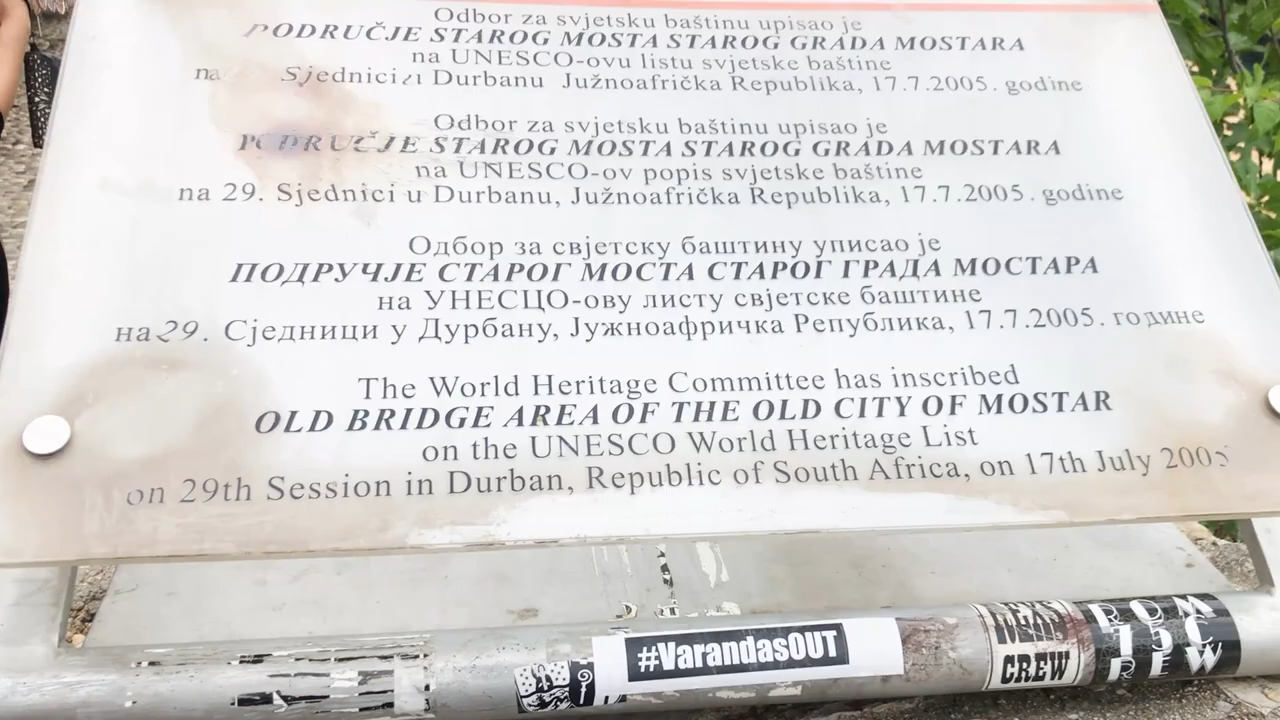 Odbor za svjetsku baštinu upisao je
PODRUČJE STAROG MOSTA STAROG GRADA MOSTARA
na UNESCO-ovu listu svjetske baštine
na Sjednici Durbanu Južnoafrička Republika, 17.7.2005. godine
Odbor za svjetsku baštinu upisao je
PODRUČJE STAROG MOSTA STAROG GRADA MOSTARA
na UNESCO-ov popis svjetske baštine
na 29. Sjednici u Durbanu, Južnoafrička Republika, 17.7.2005. godine
Одбор за свјетску баштину уписао је
ПОДРУЧЈЕ СТАРОГ МОСТА СТАРОГ ГРАДА МОСТАРА
на УНЕСЦО-ову листу свјетске баштине
на 29. Сједници у Дурбану, Јужноафричка Република, 17.7.2005. године
The World Heritage Committee has inscribed
OLD BRIDGE AREA OF THE OLD CITY OF MOSTAR
on the UNESCO World Heritage List
on 29th Session in Durban, Republic of South Africa, on 17th July 2005
#VarandasOUT
CREW